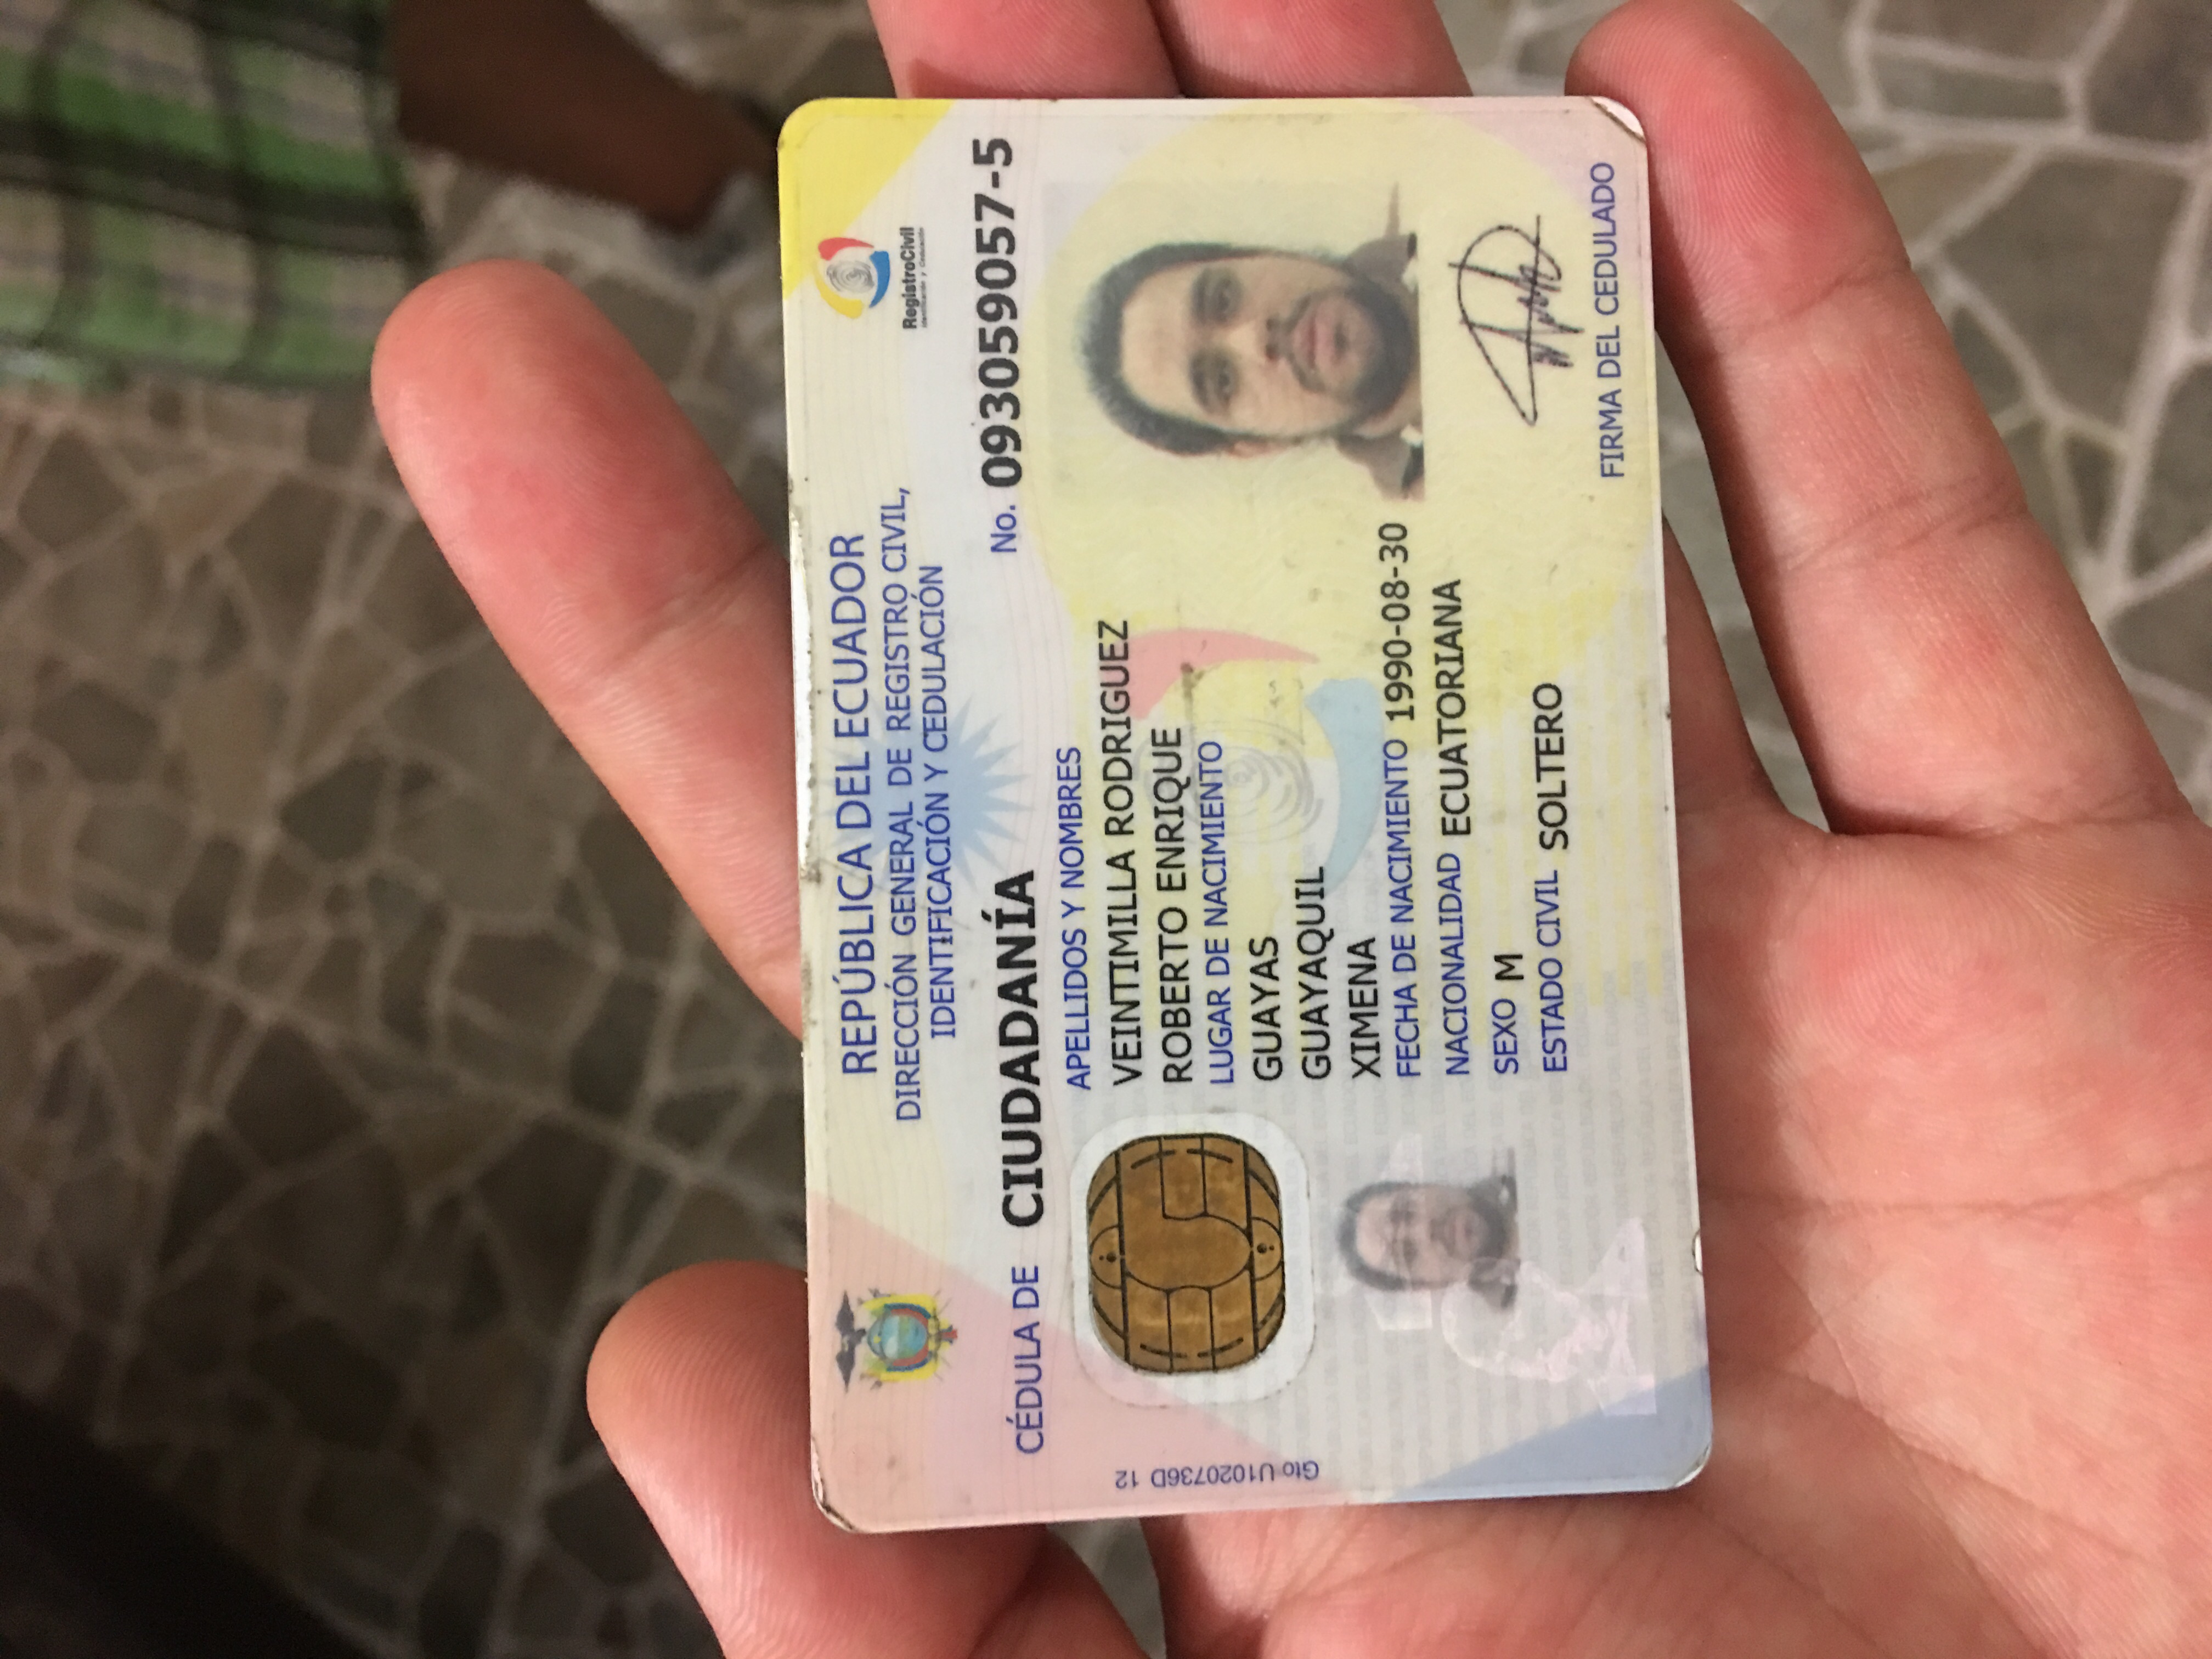 REPÚBLICA DEL ECUADOR
DIRECCIÓN GENERAL DE REGISTRO CIVIL,
IDENTIFICACIÓN Y CEDULACIÓN
RegistroCivil
Identificación y Cedulación
CÉDULA DE CIUDADANÍA
No. 093059057-5
APELLIDOS Y NOMBRES
VEINTIMILLA RODRIGUEZ
ROBERTO ENRIQUE
LUGAR DE NACIMIENTO
GUAYAS
GUAYAQUIL
XIMENA
FECHA DE NACIMIENTO 1990-08-30
NACIONALIDAD ECUATORIANA
SEXO M
ESTADO CIVIL SOLTERO
FIRMA DEL CEDULADO
Gto U1020736D 12